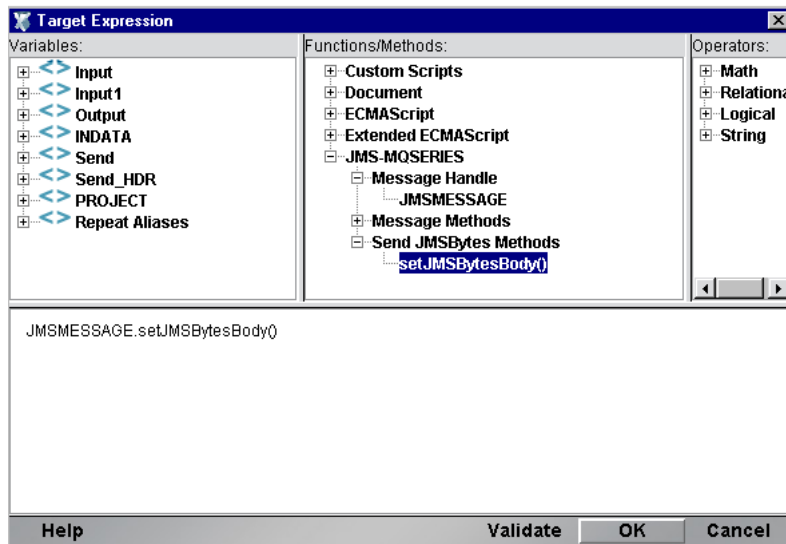 Target Expression
Variables:
Input
Input1
Output
INDATA
Send
Send_HDR
PROJECT
Repeat Aliases
Functions/Methods:
Custom Scripts
Document
ECMAScript
Extended ECMAScript
JMS-MQSERIES
Message Handle
JMSMESSAGE
Message Methods
Send JMSBytes Methods
setJMSBytesBody()
Operators:
Math
Relationa
Logical
String
JMSMESSAGE.setJMSBytesBody()
Help
Validate
OK
Cancel